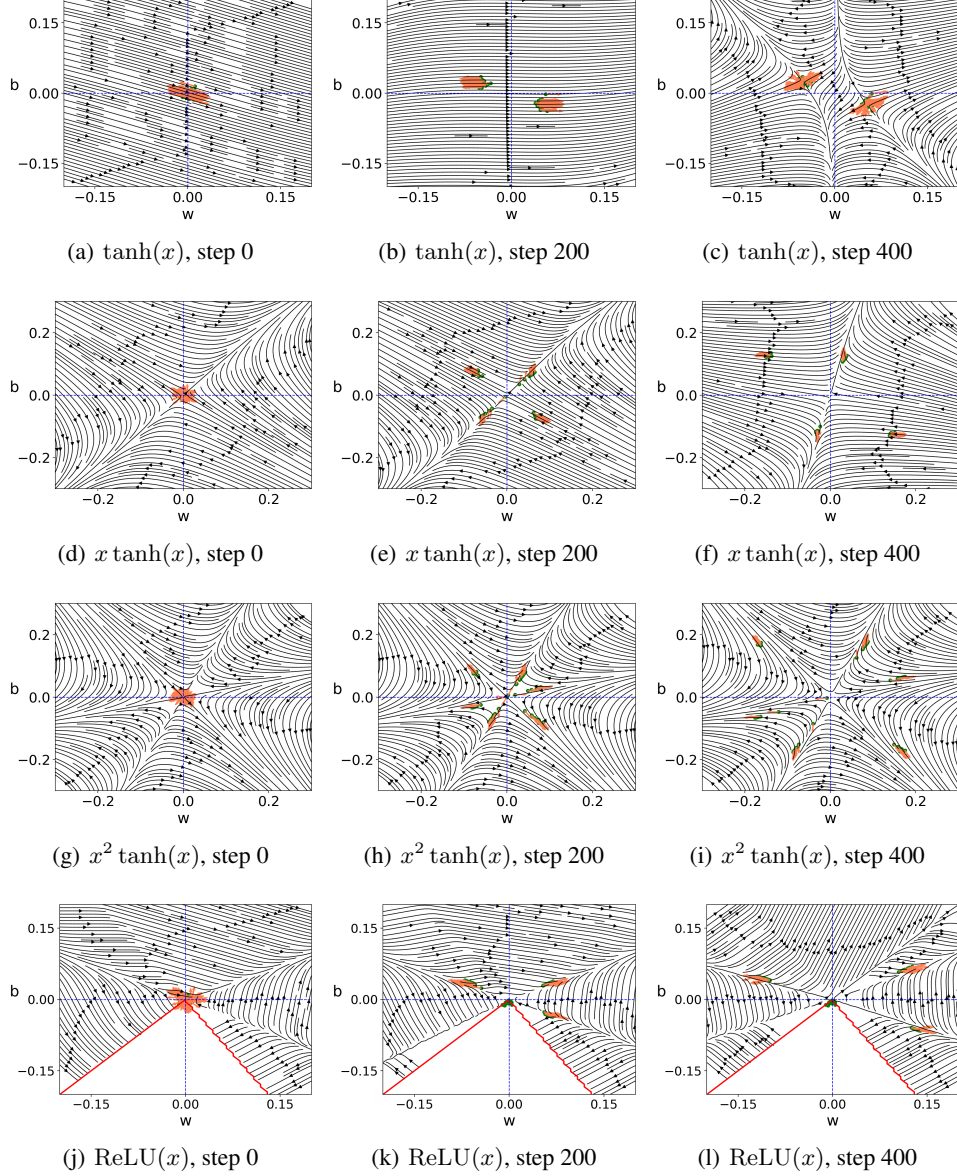 0.15
0.00
−0.15
b
−0.15
0.00
0.15
w
0.15
0.00
−0.15
b
−0.15
0.00
0.15
w
0.15
0.00
−0.15
b
−0.15
0.00
0.15
w
(a) tanh(x), step 0
(b) tanh(x), step 200
(c) tanh(x), step 400
0.2
0.0
−0.2
b
−0.2
0.0
0.2
w
0.2
0.0
−0.2
b
−0.2
0.0
0.2
w
0.2
0.0
−0.2
b
−0.2
0.0
0.2
w
(d) x tanh(x), step 0
(e) x tanh(x), step 200
(f) x tanh(x), step 400
0.2
0.0
−0.2
b
−0.2
0.0
0.2
w
0.2
0.0
−0.2
b
−0.2
0.0
0.2
w
0.2
0.0
−0.2
b
−0.2
0.0
0.2
w
(g) x² tanh(x), step 0
(h) x² tanh(x), step 200
(i) x² tanh(x), step 400
0.15
0.00
−0.15
b
−0.15
0.00
0.15
w
0.15
0.00
−0.15
b
−0.15
0.00
0.15
w
0.15
0.00
−0.15
b
−0.15
0.00
0.15
w
(j) ReLU(x), step 0
(k) ReLU(x), step 200
(l) ReLU(x), step 400